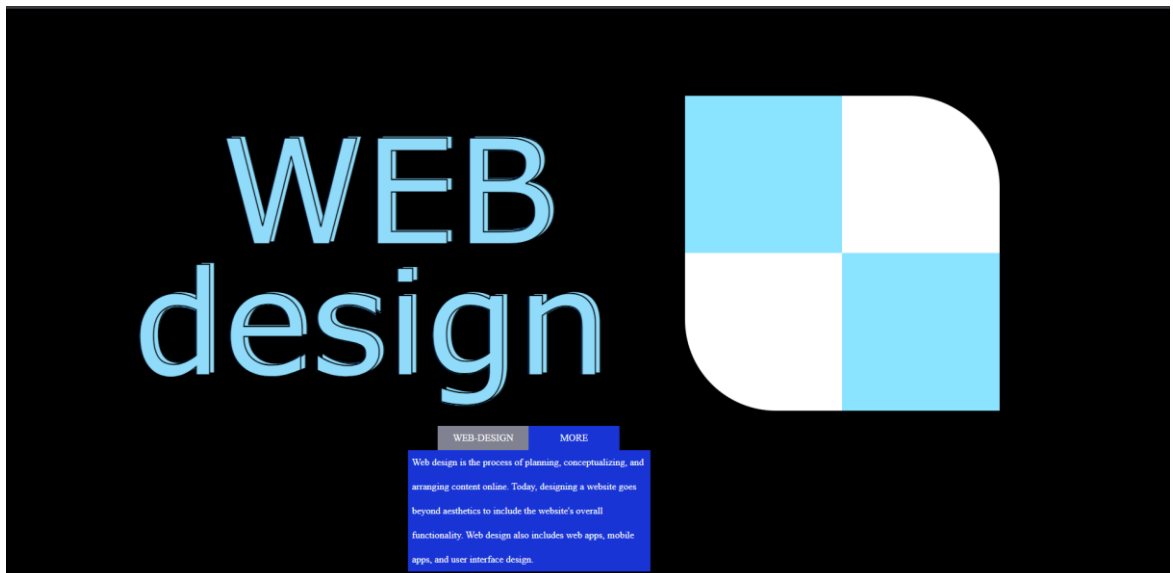 WEB
design
WEB-DESIGN MORE
Web design is the process of planning, conceptualizing, and
arranging content online. Today, designing a website goes
beyond aesthetics to include the website's overall
functionality. Web design also includes web apps, mobile
apps, and user interface design.